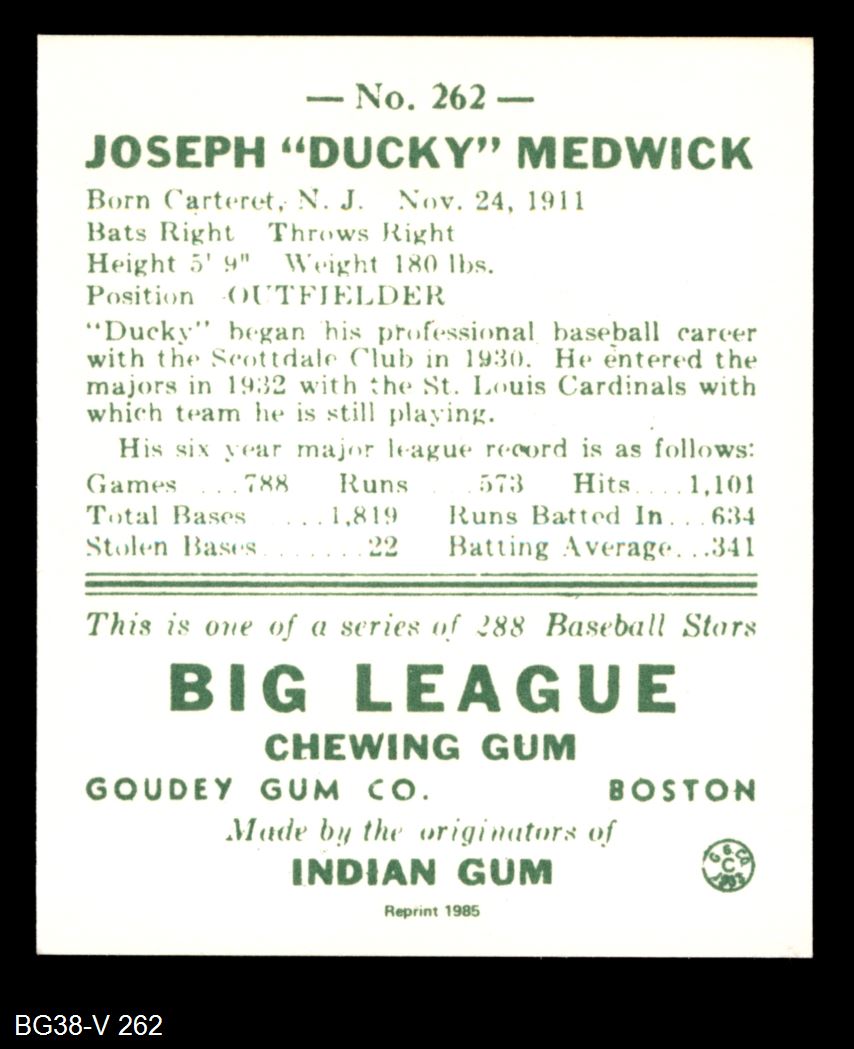 — No. 262 —
JOSEPH “DUCKY” MEDWICK
Born Carteret, N. J. Nov. 24, 1911
Bats Right Throws Right
Height 5' 9" Weight 180 lbs.
Position OUTFIELDER
“Ducky” began his professional baseball career
with the Scottdale Club in 1930. He entered the
majors in 1932 with the St. Louis Cardinals with
which team he is still playing.
His six year major league record is as follows:
Games ...788 Runs ...573 Hits....1,101
Total Bases ....1,819 Runs Batted In...634
Stolen Bases.......22 Batting Average...341
This is one of a series of 288 Baseball Stars
BIG LEAGUE
CHEWING GUM
GOUDEY GUM CO. BOSTON
Made by the originators of
INDIAN GUM
G. G. CO.
C
Reprint 1985
BG38-V 262